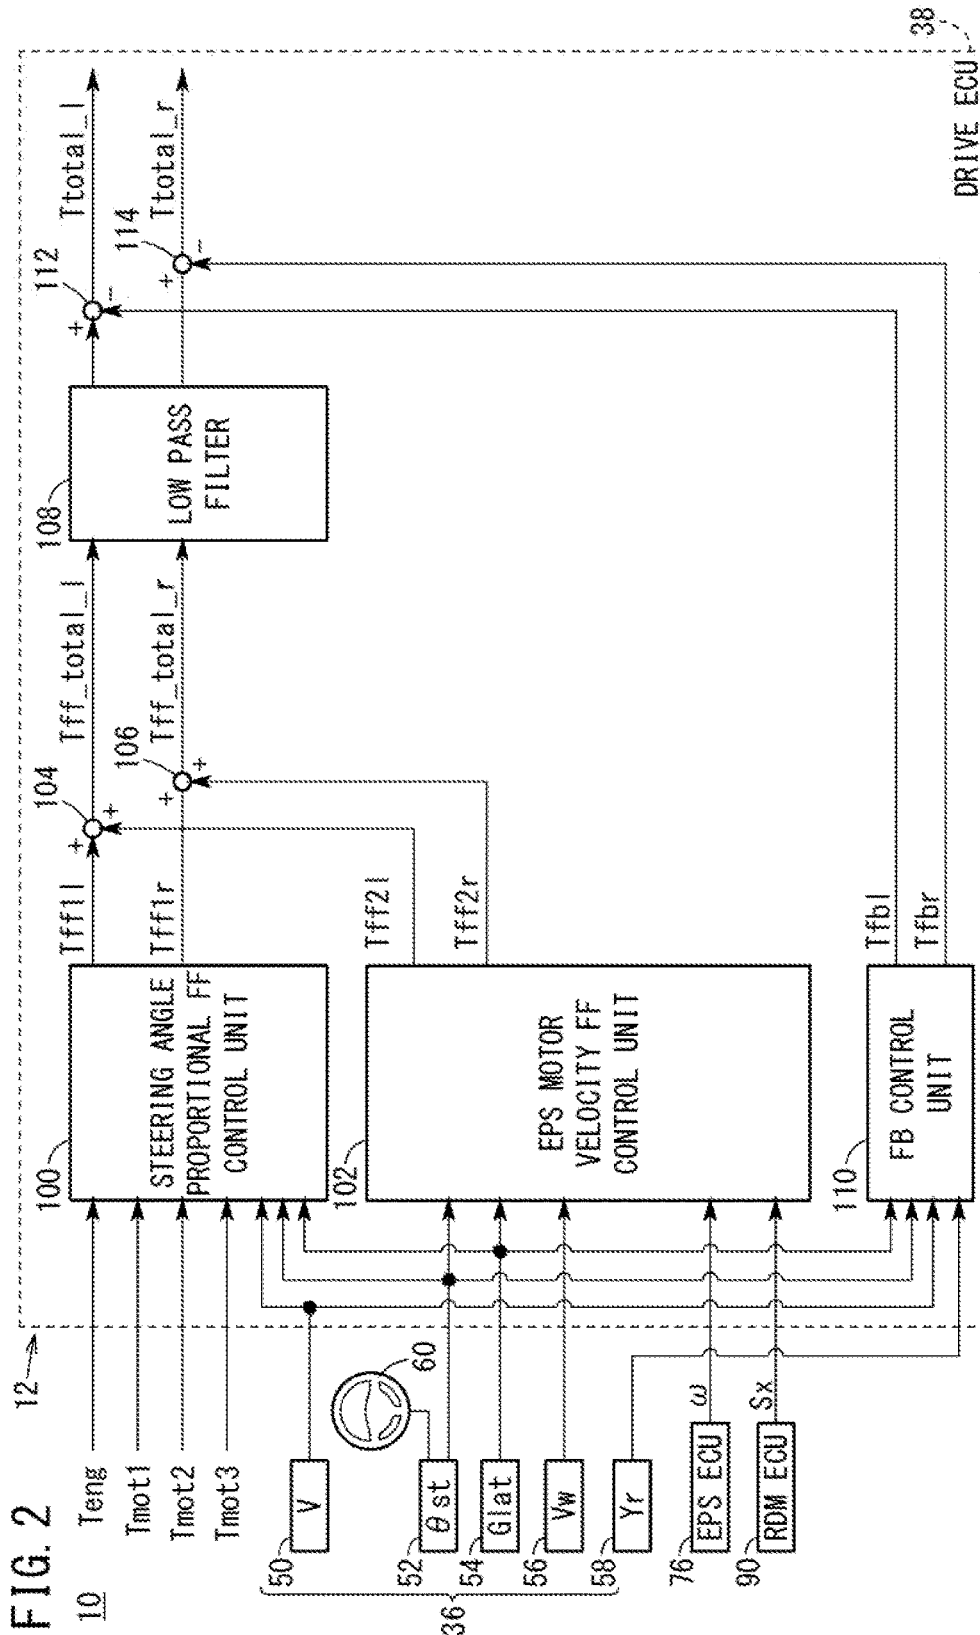 FIG. 2
10
12
38
DRIVE ECU
Teng
Tmot1
Tmot2
Tmot3
36
50
V
52
θst
60
54
Glat
56
Vw
58
Yr
76
EPS ECU
ω
90
RDM ECU
Sx
100
STEERING ANGLE
PROPORTIONAL FF
CONTROL UNIT
102
EPS MOTOR
VELOCITY FF
CONTROL UNIT
110
FB CONTROL
UNIT
Tff1l
Tff1r
Tff2l
Tff2r
Tfbl
Tfbr
104
+
+
106
+
+
Tff_total_l
Tff_total_r
108
LOW PASS
FILTER
112
+
-
114
+
-
Ttotal_l
Ttotal_r